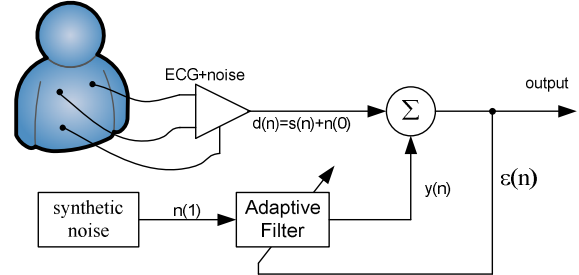 ECG+noise
output
Σ
d(n)=s(n)+n(0)
ε(n)
y(n)
synthetic
noise
n(1)
Adaptive
Filter